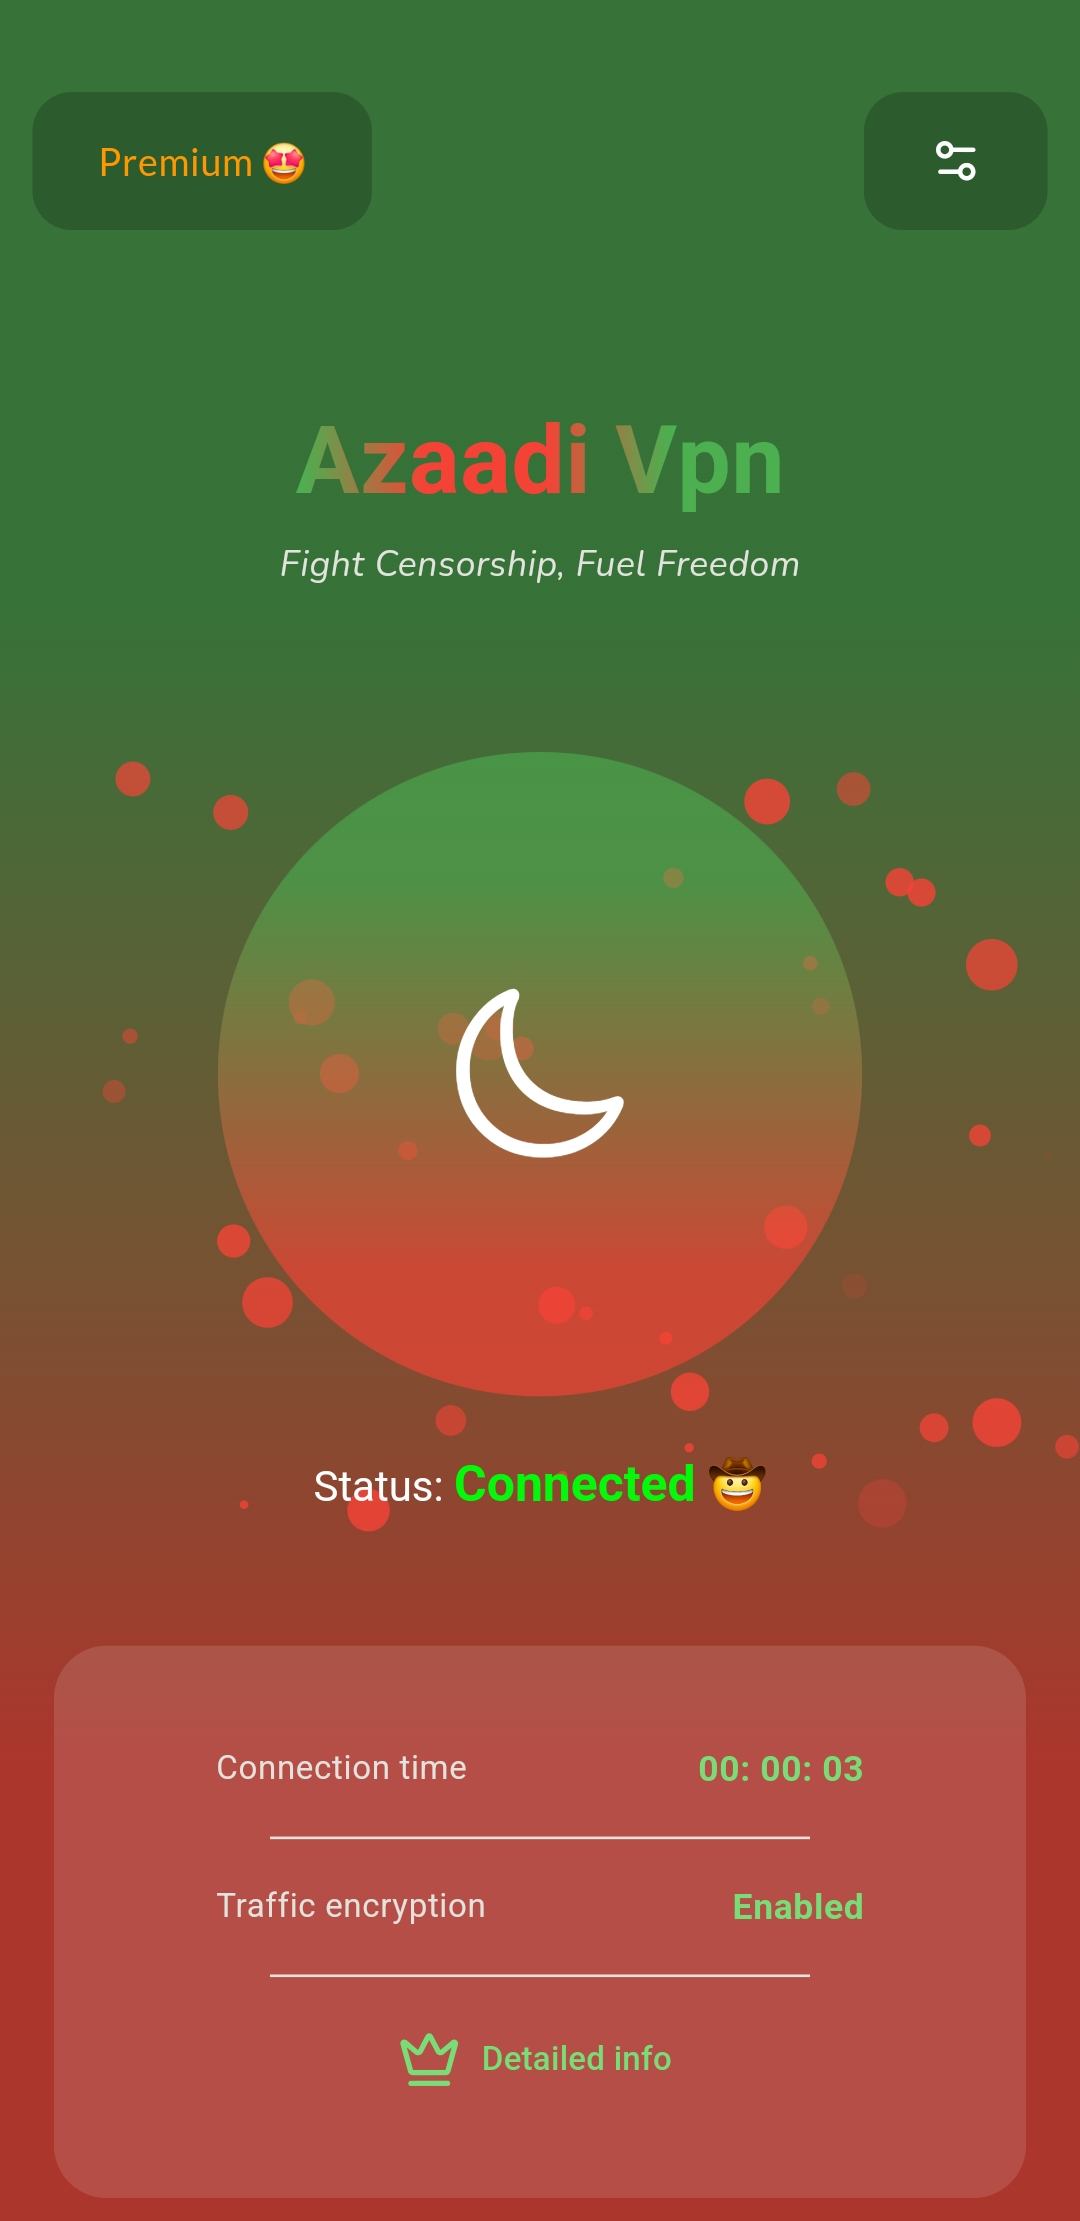 Premium 🤩
Azaadi Vpn
Fight Censorship, Fuel Freedom
Status: Connected 🤠
Connection time 00: 00: 03
Traffic encryption Enabled
Detailed info